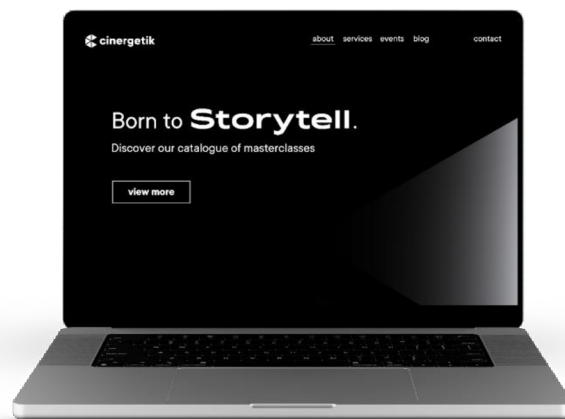 cinergetik
about services events blog contact
Born to Storytell.
Discover our catalogue of masterclasses
view more